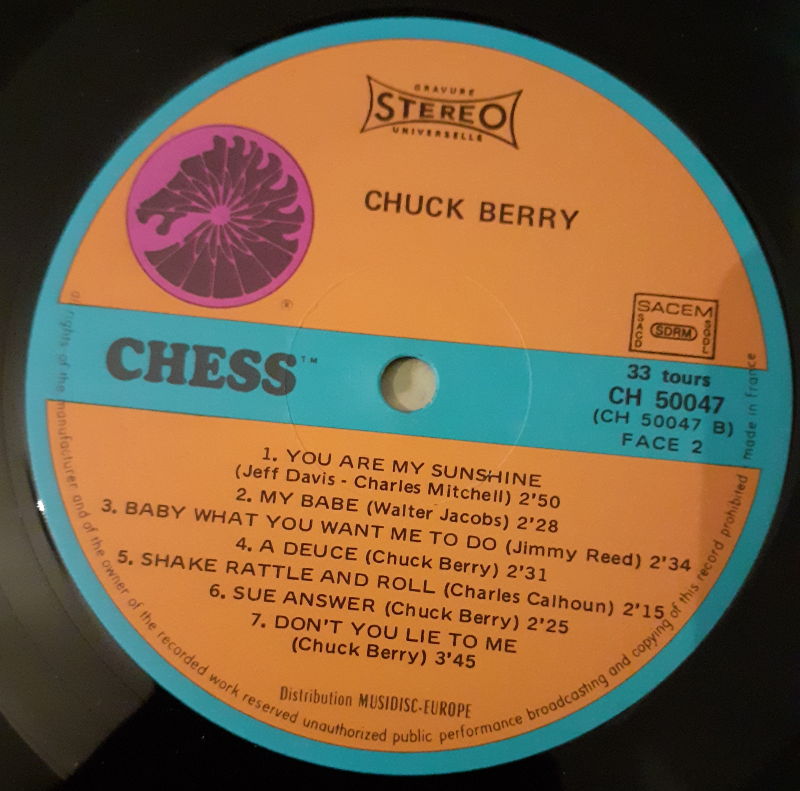 GRAVURE
STEREO
UNIVERSELLE
CHUCK BERRY
®
SACEM
SACD
SDRM
SGDL
CHESS™
33 tours
CH 50047
(CH 50047 B)
FACE 2
1. YOU ARE MY SUNSHINE
(Jeff Davis - Charles Mitchell) 2'50
2. MY BABE (Walter Jacobs) 2'28
3. BABY WHAT YOU WANT ME TO DO (Jimmy Reed) 2'34
4. A DEUCE (Chuck Berry) 2'31
5. SHAKE RATTLE AND ROLL (Charles Calhoun) 2'15
6. SUE ANSWER (Chuck Berry) 2'25
7. DON'T YOU LIE TO ME
(Chuck Berry) 3'45
Distribution MUSIDISC-EUROPE
all rights of the manufacturer and of the owner of the recorded work reserved unauthorized public performance broadcasting and copying of this record prohibited - made in france